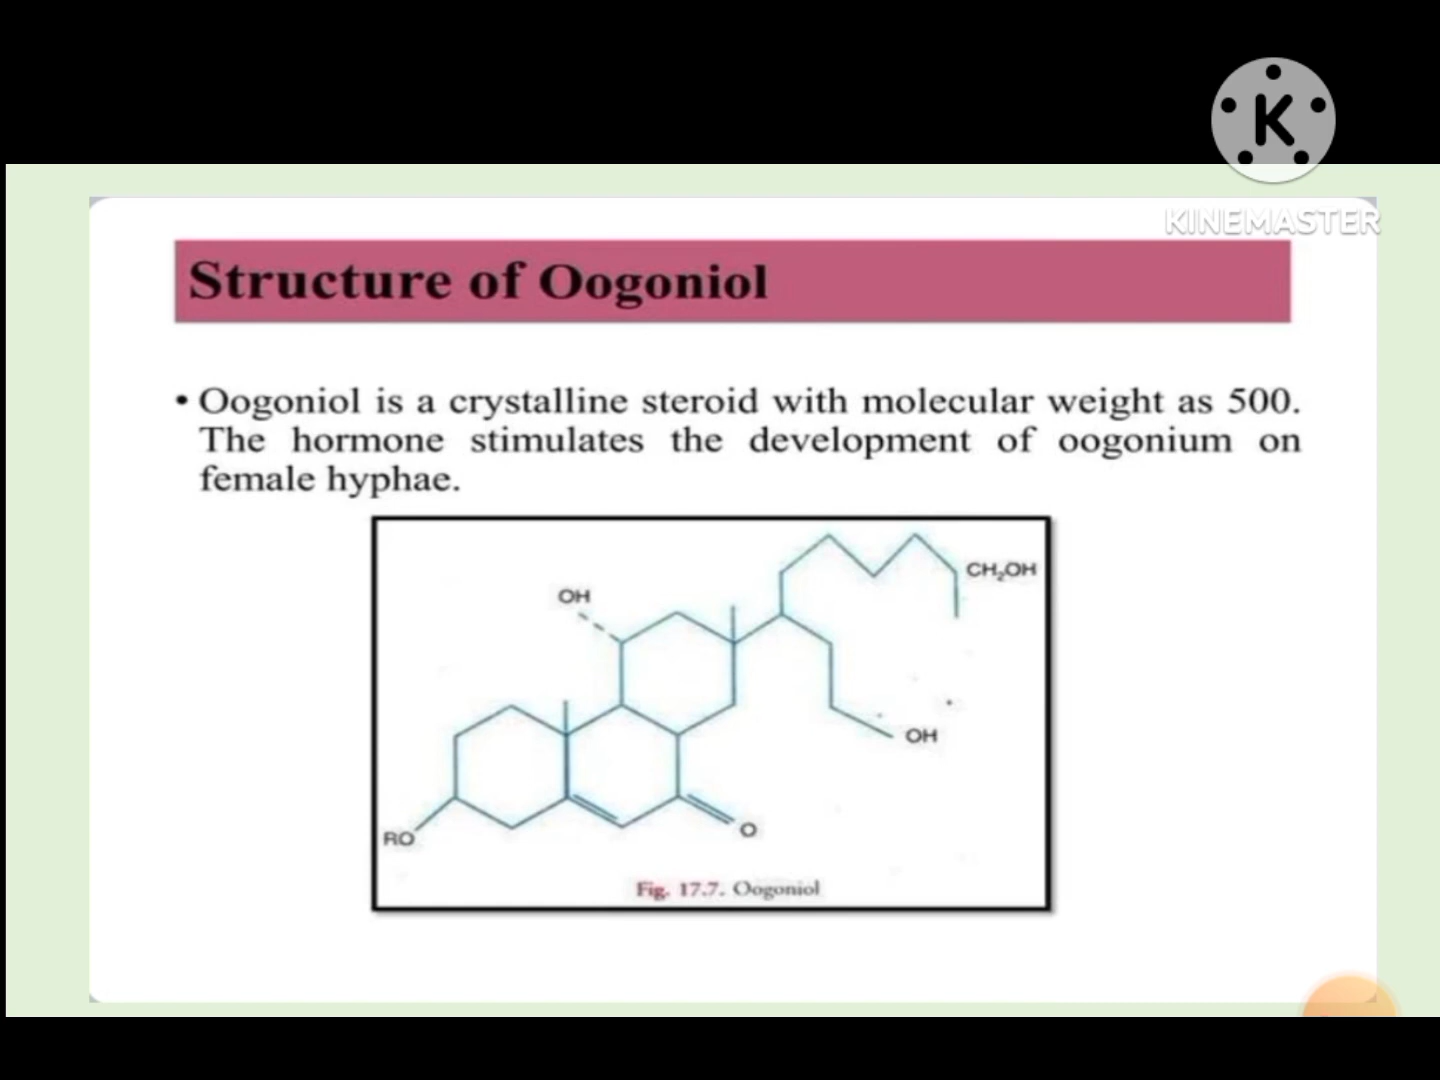 K
KINEMASTER
Structure of Oogoniol
• Oogoniol is a crystalline steroid with molecular weight as 500.
The hormone stimulates the development of oogonium on
female hyphae.
CH₂OH
OH
OH
O
RO
Fig. 17.7. Oogoniol